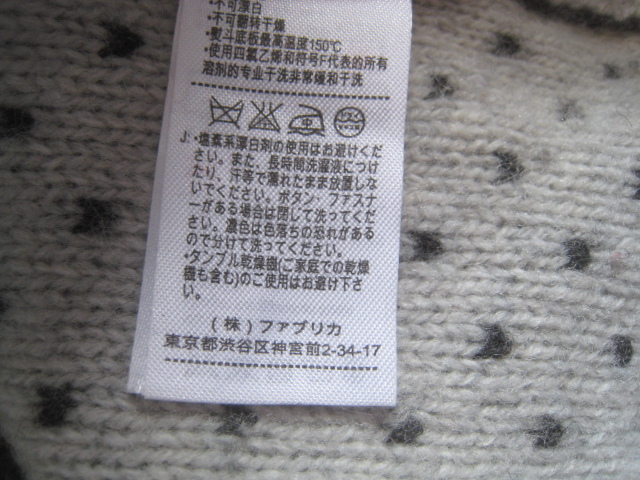 •不可漂白
•不可翻转干燥
•熨斗底板最高温度150℃
•使用四氯乙烯和符号F代表的所有
溶剂的专业干洗非常缓和干洗
J: •塩素系漂白剤の使用はお避けくだ
さい。また、長時間洗濯液につけ
たり、汗等で濡れたまま放置しな
いでください。ボタン、ファスナ
ーがある場合は閉じて洗ってくだ
さい。濃色は色落ちの恐れがある
ので分けて洗ってください。
•タンブル乾燥機(ご家庭での乾燥
機も含む)のご使用はお避け下さ
い。
(株)ファブリカ
東京都渋谷区神宮前2-34-17